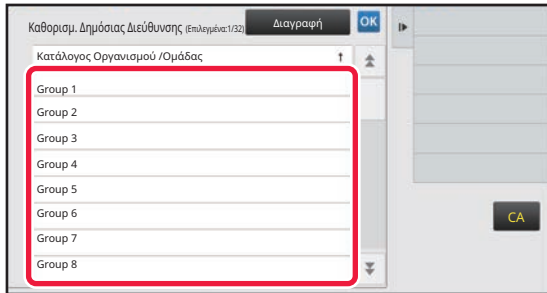 Καθορισμ. Δημόσιας Διεύθυνσης (Επιλεγμένα:1/32) Διαγραφή OK
Κατάλογος Οργανισμού /Ομάδας ↑
Group 1
Group 2
Group 3
Group 4
Group 5
Group 6
Group 7
Group 8
CA